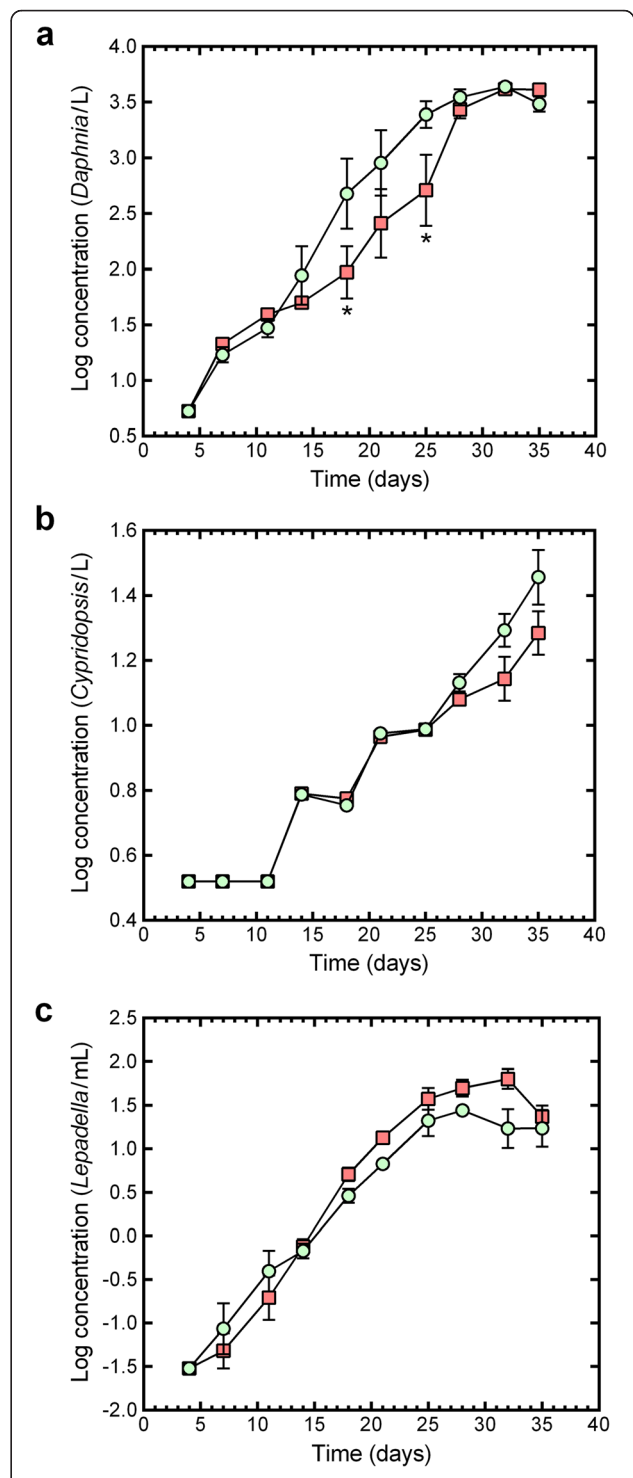 a
Log concentration (Daphnia/L)
4.0
3.5
3.0
2.5
2.0
1.5
1.0
0.5
*
*
0 5 10 15 20 25 30 35 40
Time (days)
b
Log concentration (Cypridopsis/L)
1.6
1.4
1.2
1.0
0.8
0.6
0.4
0 5 10 15 20 25 30 35 40
Time (days)
c
Log concentration (Lepadella/mL)
2.5
2.0
1.5
1.0
0.5
0.0
-0.5
-1.0
-1.5
-2.0
0 5 10 15 20 25 30 35 40
Time (days)